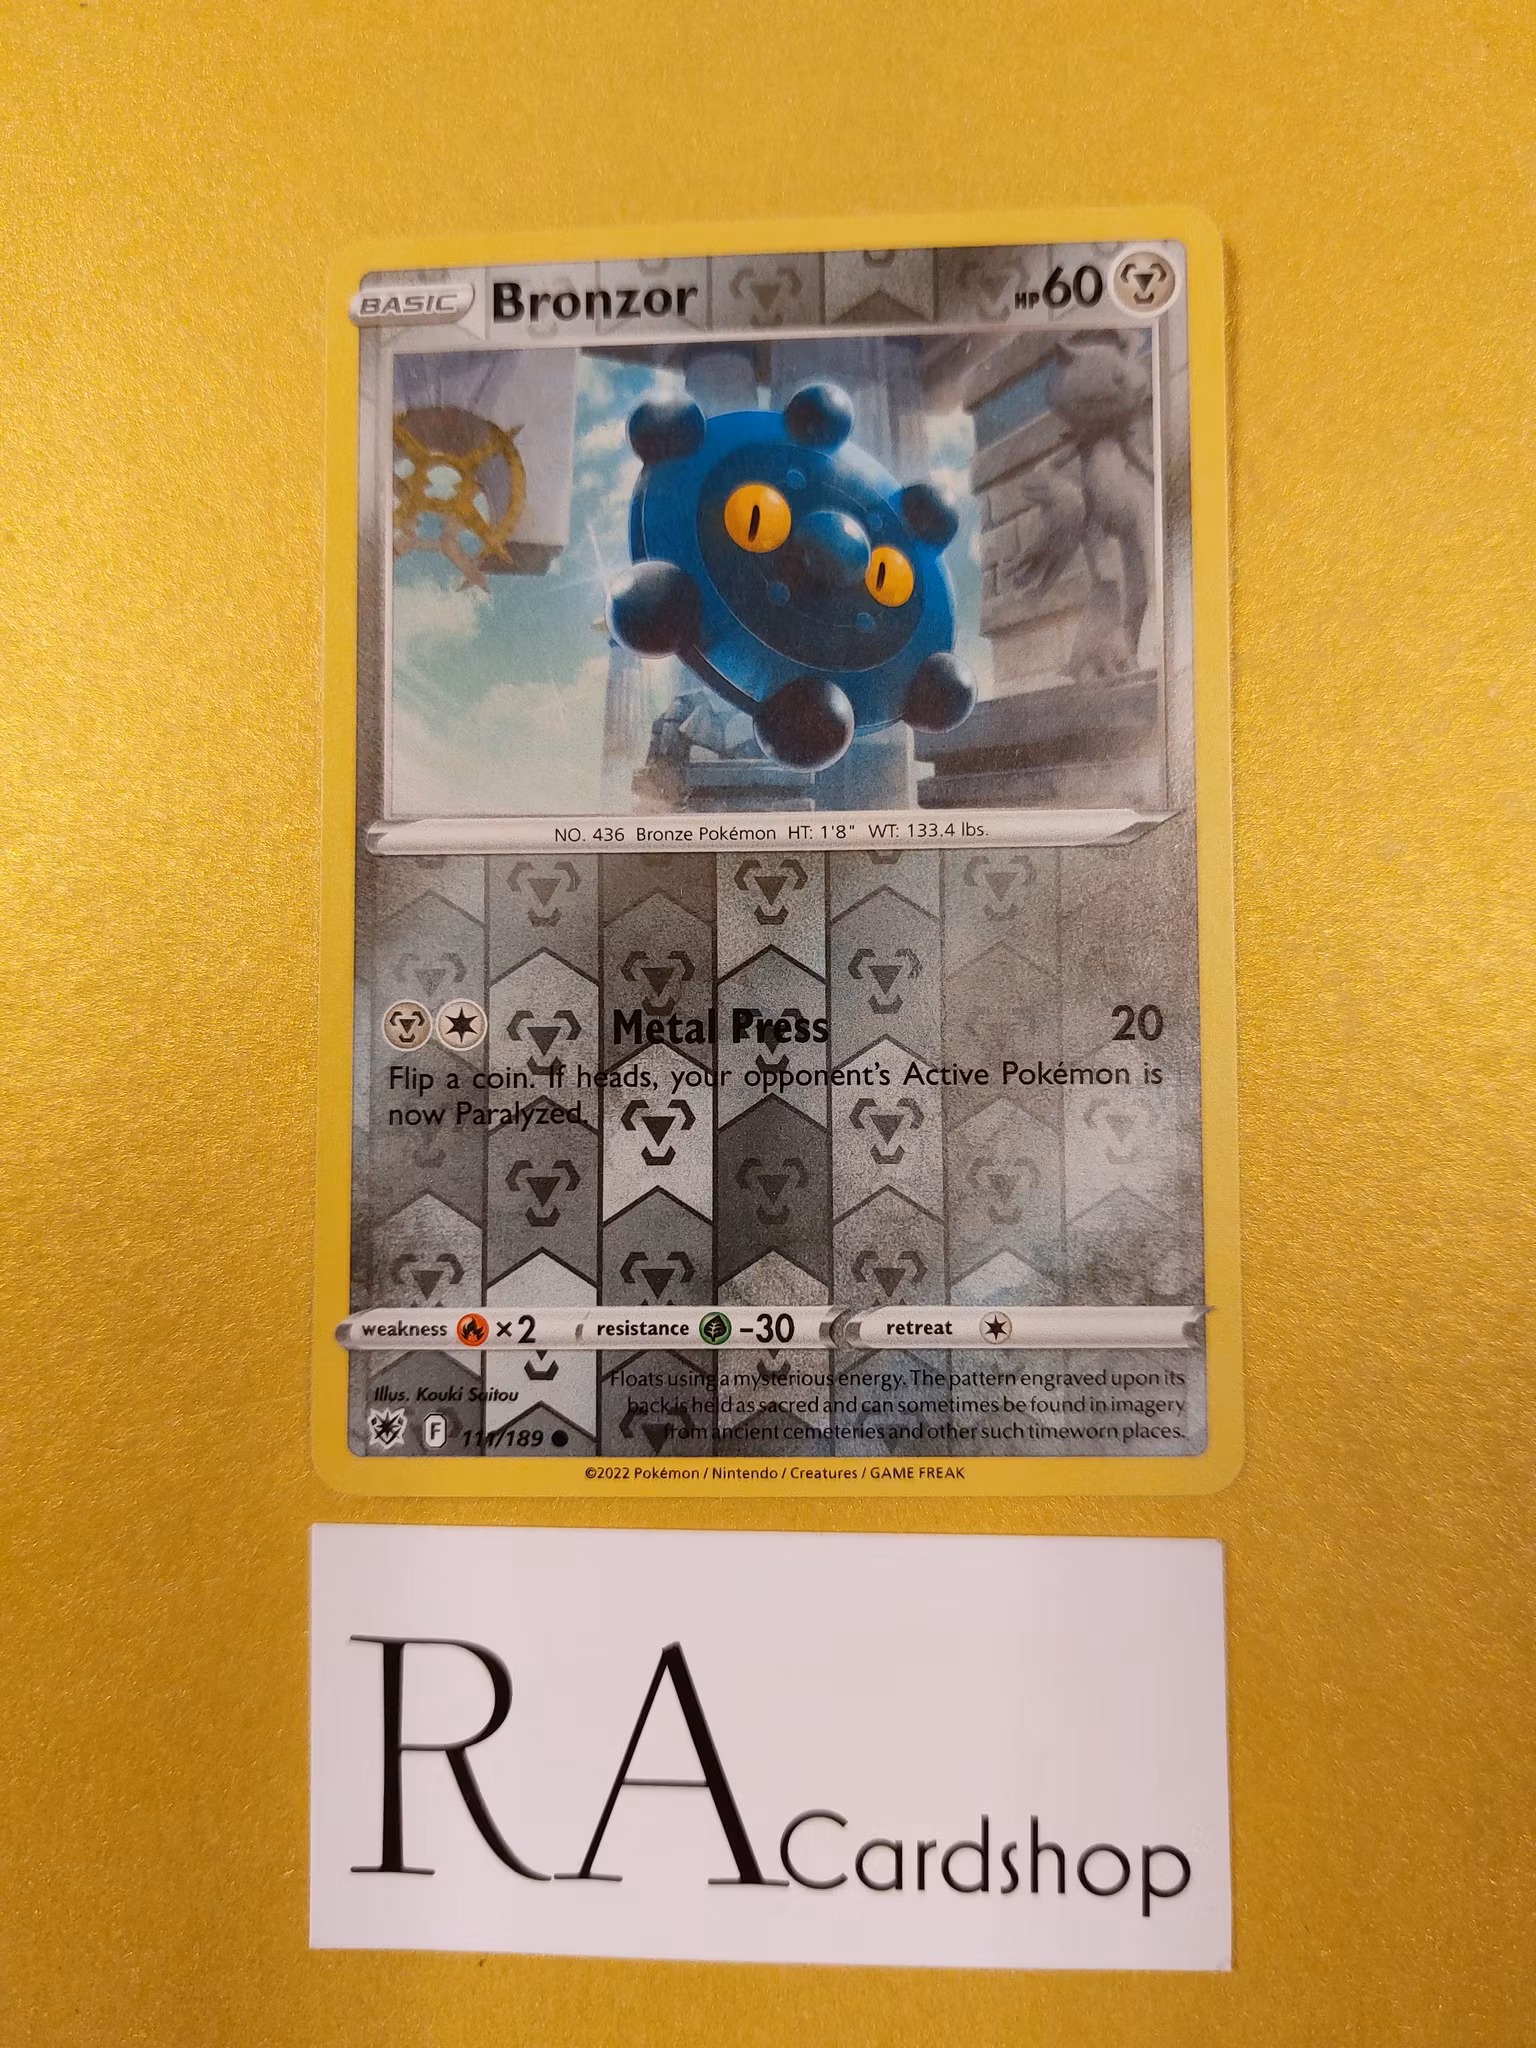 BASIC Bronzor HP 60
NO. 436 Bronze Pokémon HT: 1'8" WT: 133.4 lbs.
Metal Press 20
Flip a coin. If heads, your opponent's Active Pokémon is
now Paralyzed.
weakness ×2 resistance -30 retreat
Illus. Kouki Saitou
F 111/189
Floats using a mysterious energy. The pattern engraved upon its
back is held as sacred and can sometimes be found in imagery
from ancient cemeteries and other such timeworn places.
©2022 Pokémon / Nintendo / Creatures / GAME FREAK
RA Cardshop